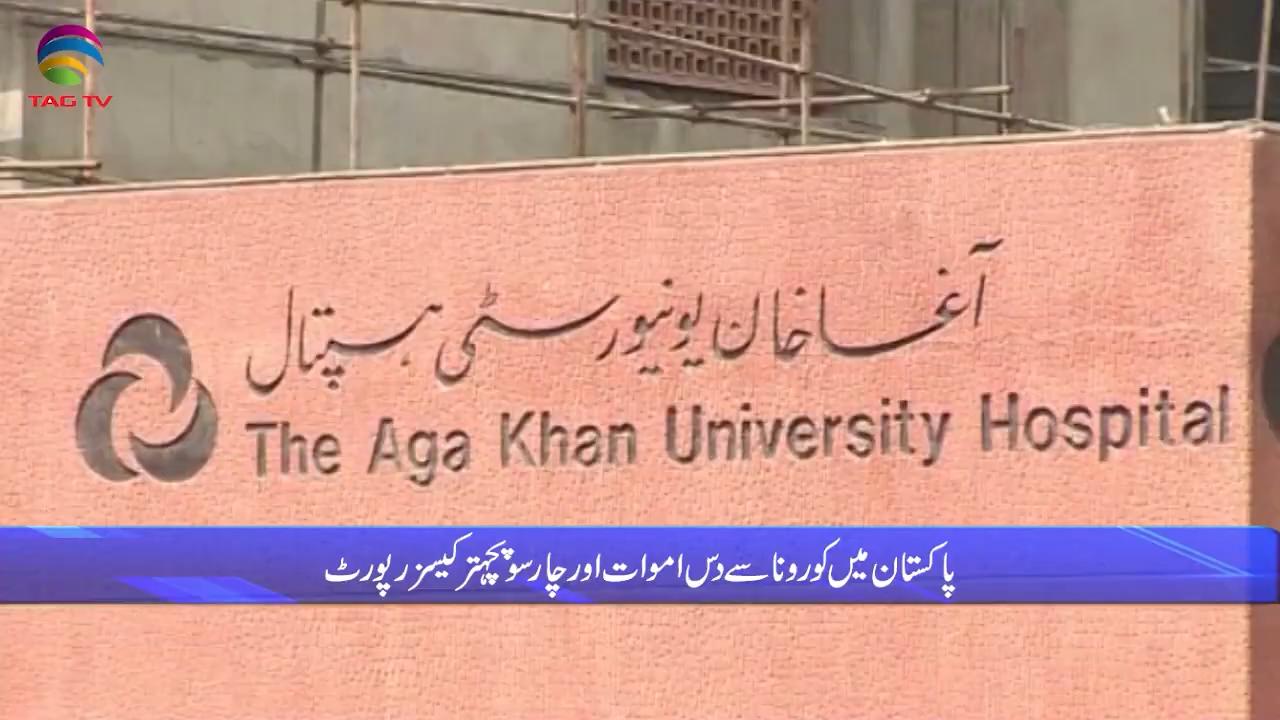 TAG TV
آغا خان یونیورسٹی ہسپتال
The Aga Khan University Hospital
پاکستان میں کورونا سے دس اموات اور چار سو پچھتر کیسز رپورٹ